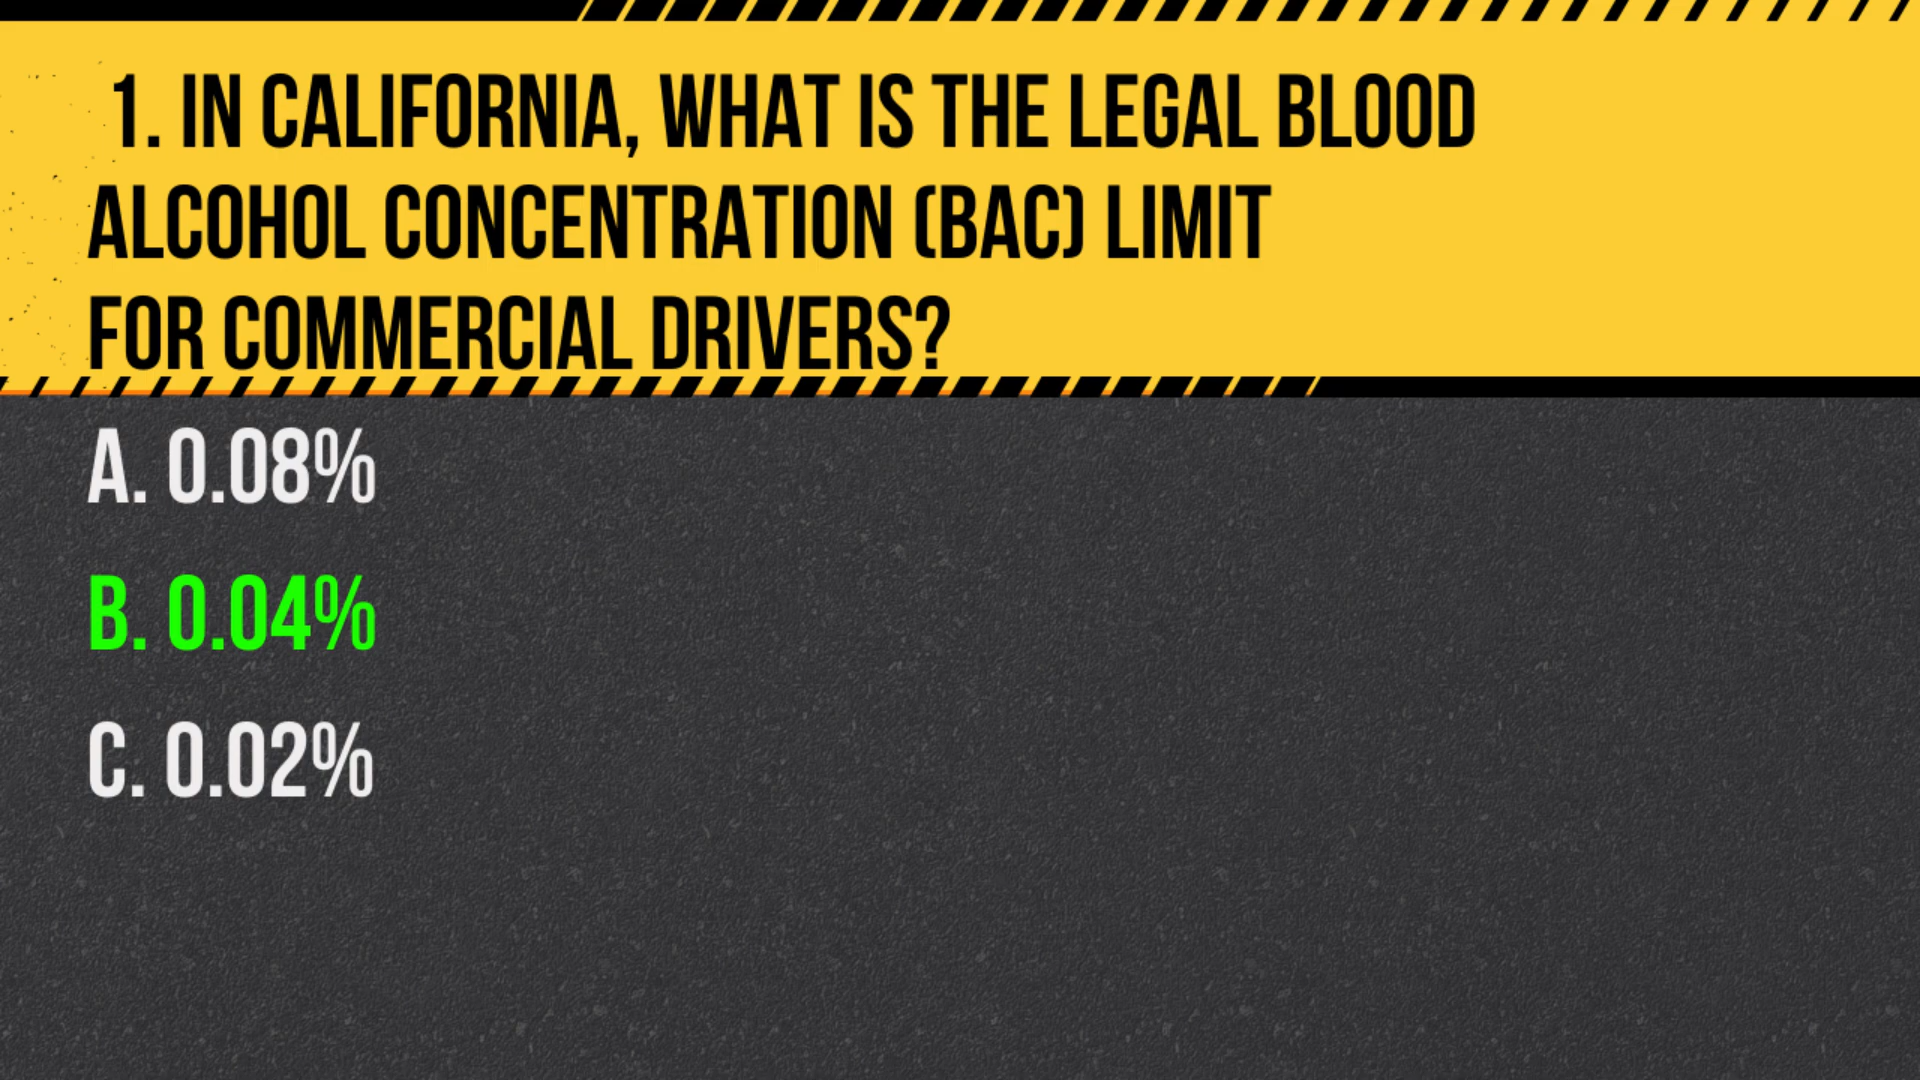 1. IN CALIFORNIA, WHAT IS THE LEGAL BLOOD
ALCOHOL CONCENTRATION (BAC) LIMIT
FOR COMMERCIAL DRIVERS?
A. 0.08%
B. 0.04%
C. 0.02%